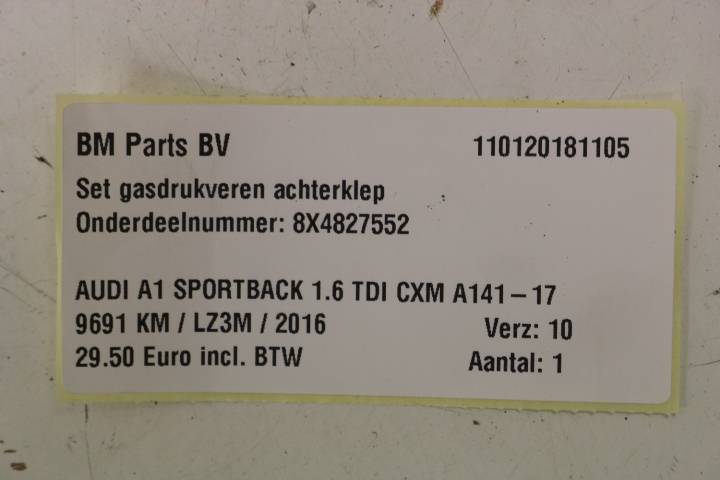 BM Parts BV 110120181105
Set gasdrukveren achterklep
Onderdeelnummer: 8X4827552
AUDI A1 SPORTBACK 1.6 TDI CXM A141-17
9691 KM / LZ3M / 2016 Verz: 10
29.50 Euro incl. BTW Aantal: 1